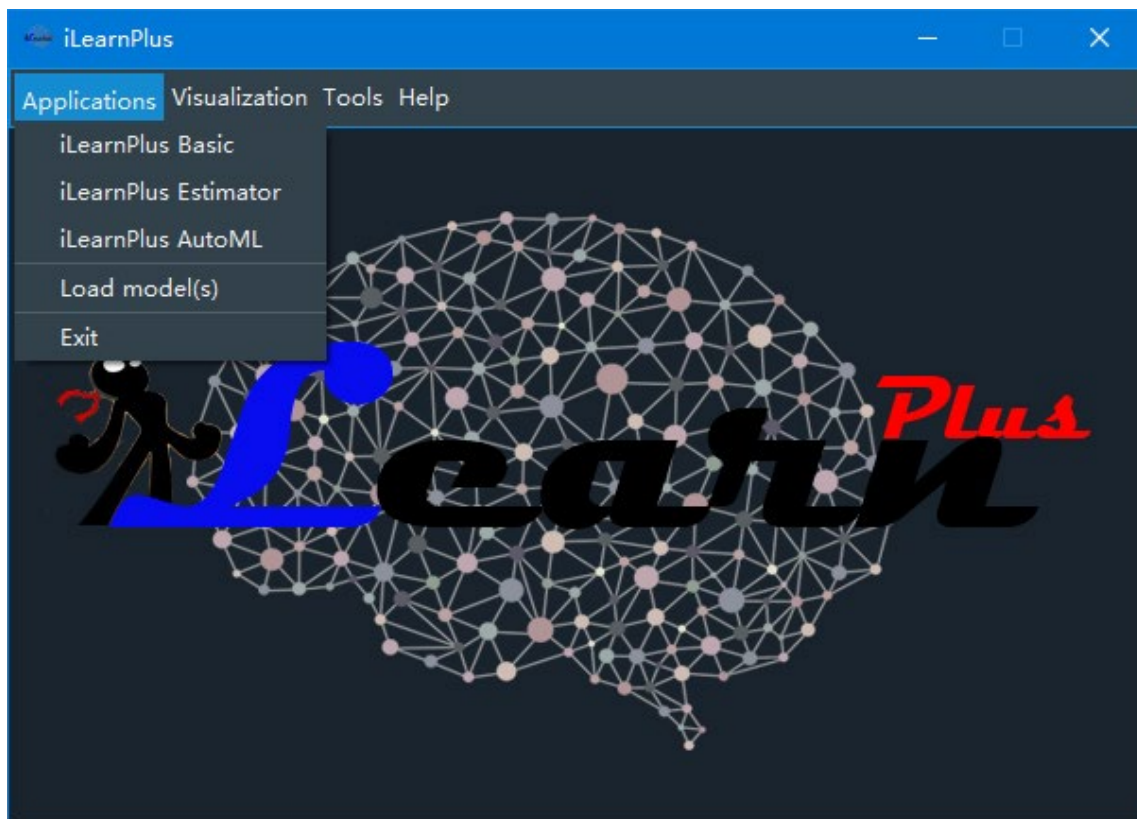 iLearnPlus
Applications Visualization Tools Help
iLearnPlus Basic
iLearnPlus Estimator
iLearnPlus AutoML
Load model(s)
Exit
Learn Plus